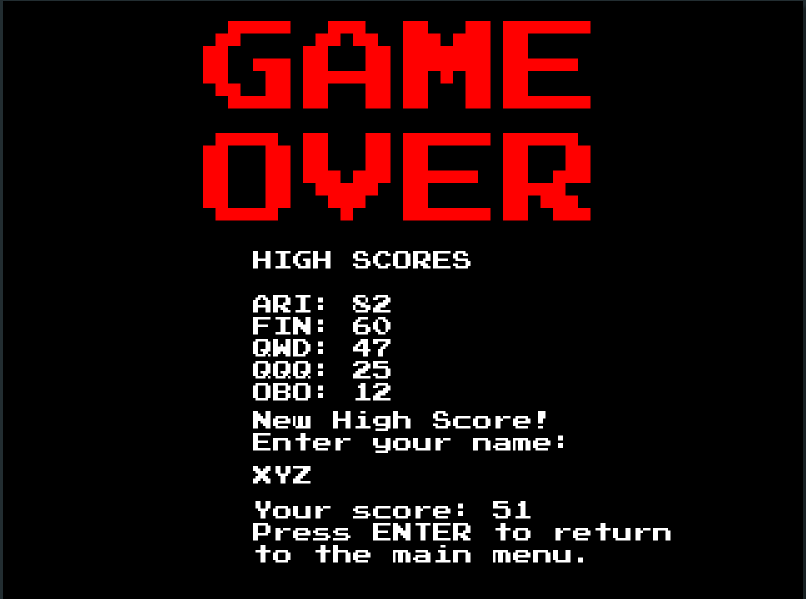 GAME
OVER
HIGH SCORES
ARI: 82
FIN: 60
QWD: 47
QQQ: 25
OBO: 12
New High Score!
Enter your name:
XYZ
Your score: 51
Press ENTER to return
to the main menu.